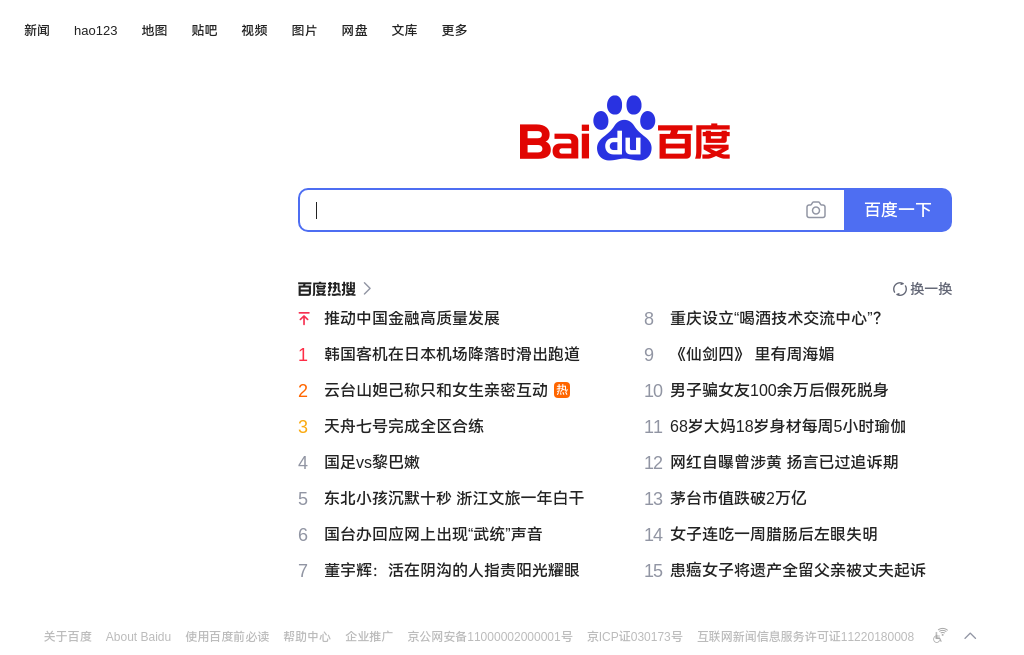 新闻 hao123 地图 贴吧 视频 图片 网盘 文库 更多
Bai du 百度
百度一下
百度热搜 换一换
推动中国金融高质量发展
1 韩国客机在日本机场降落时滑出跑道
2 云台山妲己称只和女生亲密互动 热
3 天舟七号完成全区合练
4 国足vs黎巴嫩
5 东北小孩沉默十秒 浙江文旅一年白干
6 国台办回应网上出现“武统”声音
7 董宇辉：活在阴沟的人指责阳光耀眼
8 重庆设立“喝酒技术交流中心”？
9 《仙剑四》 里有周海媚
10 男子骗女友100余万后假死脱身
11 68岁大妈18岁身材每周5小时瑜伽
12 网红自曝曾涉黄 扬言已过追诉期
13 茅台市值跌破2万亿
14 女子连吃一周腊肠后左眼失明
15 患癌女子将遗产全留父亲被丈夫起诉
关于百度 About Baidu 使用百度前必读 帮助中心 企业推广 京公网安备11000002000001号 京ICP证030173号 互联网新闻信息服务许可证11220180008